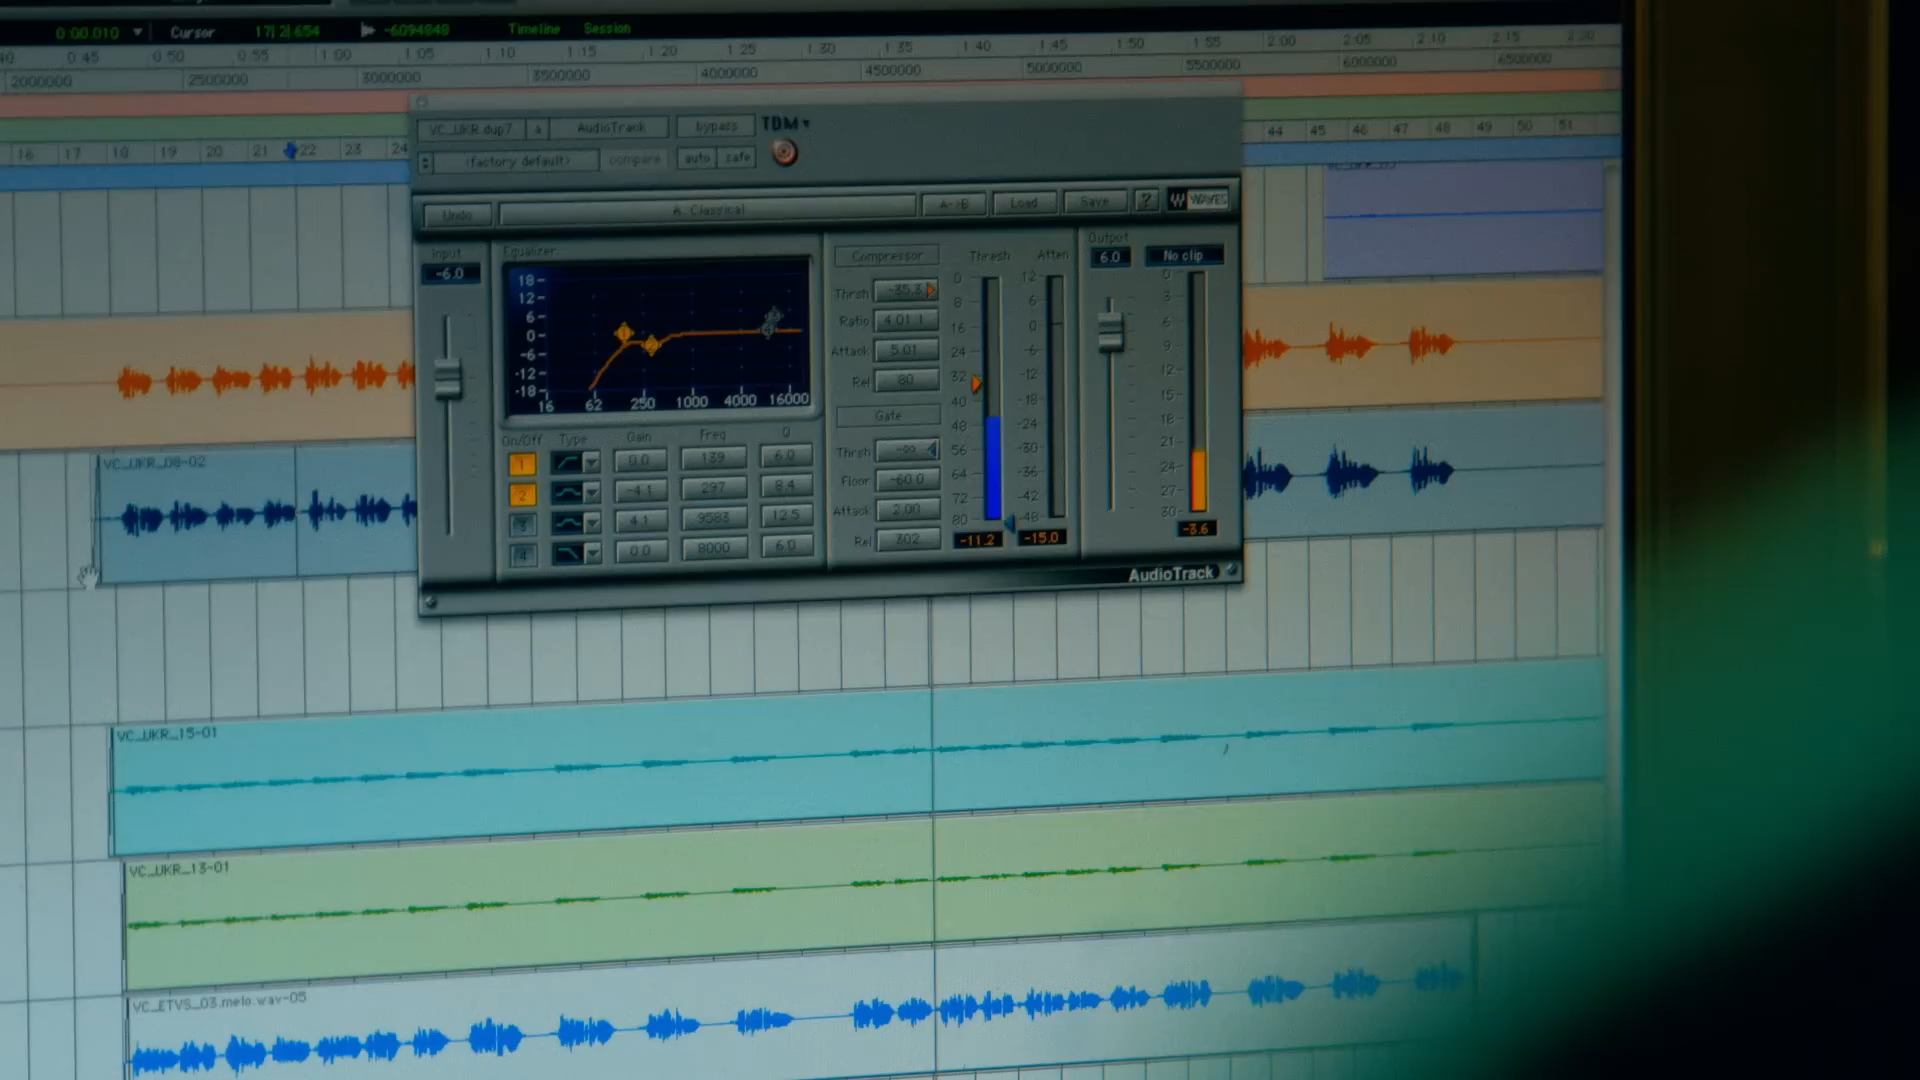 0:00.010 Cursor 17|2|654 -6094848 Timeline Session
0:45 0:50 0:55 1:00 1:05 1:10 1:15 1:20 1:25 1:30 1:35 1:40 1:45 1:50 1:55 2:00 2:05 2:10 2:15 2:20
2000000 2500000 3000000 3500000 4000000 4500000 5000000 5500000 6000000 6500000
16 17 18 19 20 21 22 23 24 44 45 46 47 48 49 50 51
VC_UKR.dup7 a AudioTrack bypass TDM
<factory default> compare auto safe
Undo A: Classical A->B Load Save ? W WAVES
Input Equalizer Compressor Thresh Atten Output
-6.0 6.0 No clip
18 12 6 0 -6 -12 -18
16 62 250 1000 4000 16000
Thrsh -35.3
Ratio 4.01:1
Attack 5.01
Rel 80
Gate
Thrsh -∞
Floor -60.0
Attack 2.00
Rel 302
0 8 16 24 32 40 48 56 64 72 80
12 6 0 -6 -12 -18 -24 -30 -36 -42 -48
0 3 6 9 12 15 18 21 24 27 30
-11.2 -15.0 -3.6
On/Off Type Gain Freq Q
1 0.0 139 6.0
2 -4.1 297 8.4
3 4.1 9583 12.5
4 0.0 8000 6.0
AudioTrack
VC_UKR_08-02
VC_UKR_15-01
VC_UKR_13-01
VC_ETVS_03.melo.wav-05